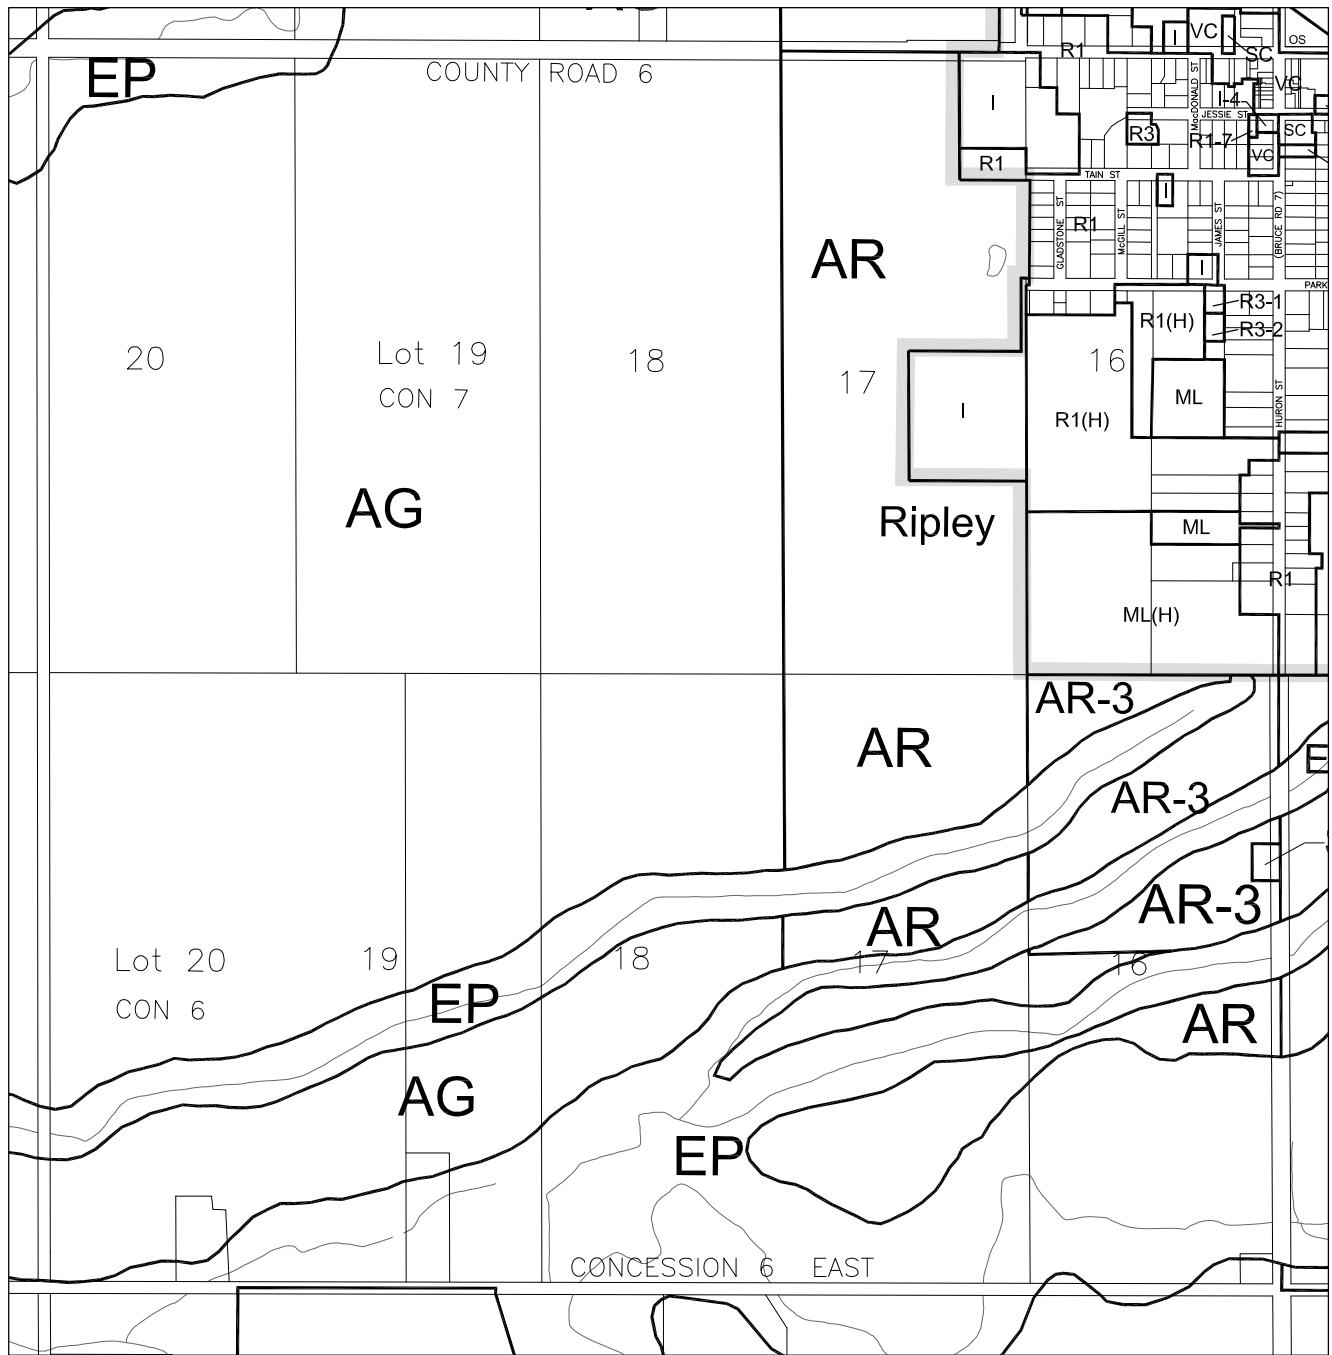 VC
I
OS
R1
SC
EP
COUNTY ROAD 6
MacDONALD ST
VC
I
I-4
JESSIE ST
SC
R3
R1-7
VC
R1
TAIN ST
I
GLADSTONE ST
R1
McGILL ST
JAMES ST
(BRUCE RD 7)
AR
I
PARK
R3-1
R1(H)
R3-2
20
Lot 19
18
17
16
CON 7
ML
HURON ST
I
R1(H)
AG
Ripley
ML
R1
ML(H)
AR-3
AR
AR-3
AR-3
AR
Lot 20
19
18
17
16
CON 6
EP
AR
AG
EP
CONCESSION 6 EAST